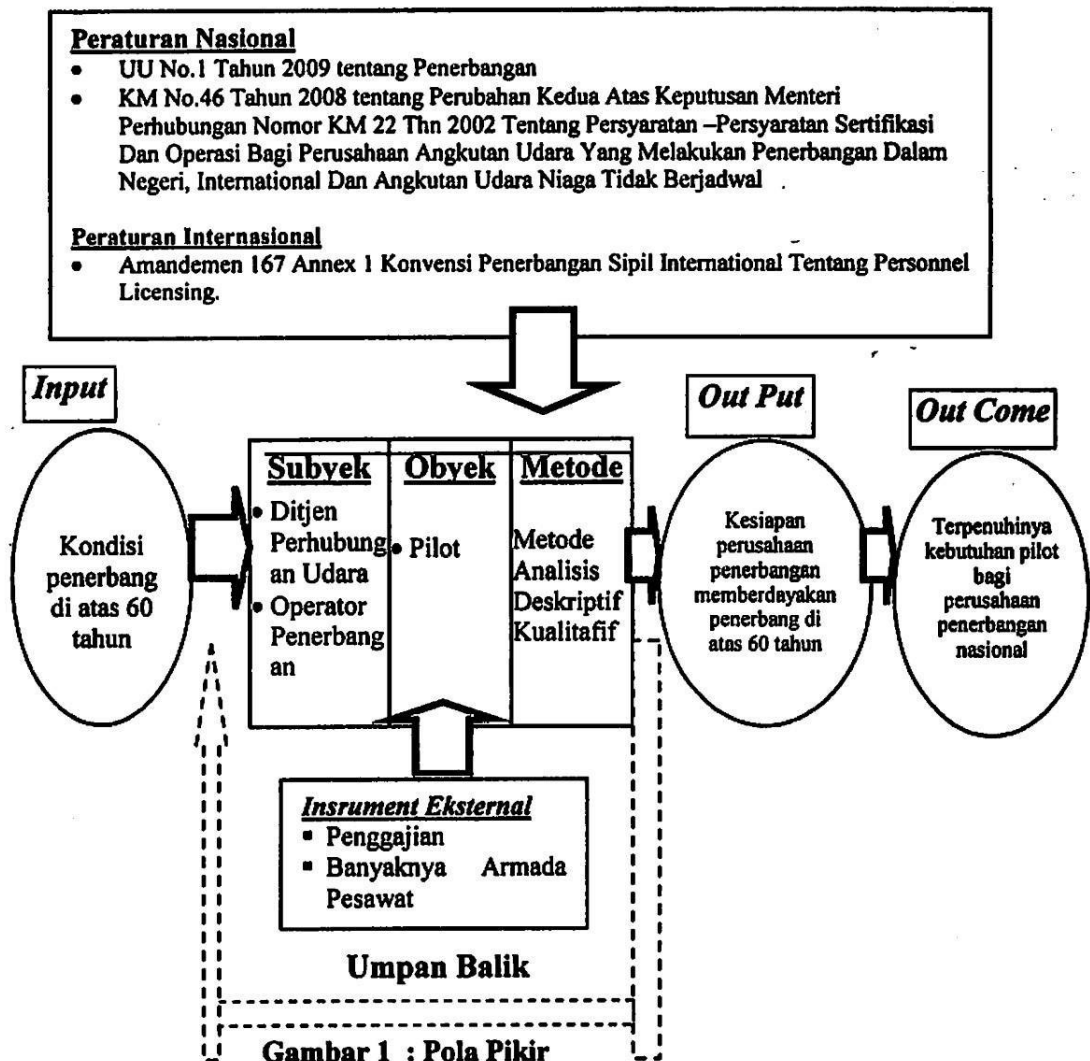 Peraturan Nasional
• UU No.1 Tahun 2009 tentang Penerbangan
• KM No.46 Tahun 2008 tentang Perubahan Kedua Atas Keputusan Menteri
Perhubungan Nomor KM 22 Thn 2002 Tentang Persyaratan –Persyaratan Sertifikasi
Dan Operasi Bagi Perusahaan Angkutan Udara Yang Melakukan Penerbangan Dalam
Negeri, International Dan Angkutan Udara Niaga Tidak Berjadwal
Peraturan Internasional
• Amandemen 167 Annex 1 Konvensi Penerbangan Sipil International Tentang Personnel
Licensing.
Input
Kondisi
penerbang
di atas 60
tahun
Subyek
• Ditjen
Perhubung
an Udara
• Operator
Penerbang
an
Obyek
• Pilot
Metode
Metode
Analisis
Deskriptif
Kualitafif
Out Put
Kesiapan
perusahaan
penerbangan
memberdayakan
penerbang di
atas 60 tahun
Out Come
Terpenuhinya
kebutuhan pilot
bagi
perusahaan
penerbangan
nasional
Insrument Eksternal
▪ Penggajian
▪ Banyaknya Armada
Pesawat
Umpan Balik
Gambar 1 : Pola Pikir